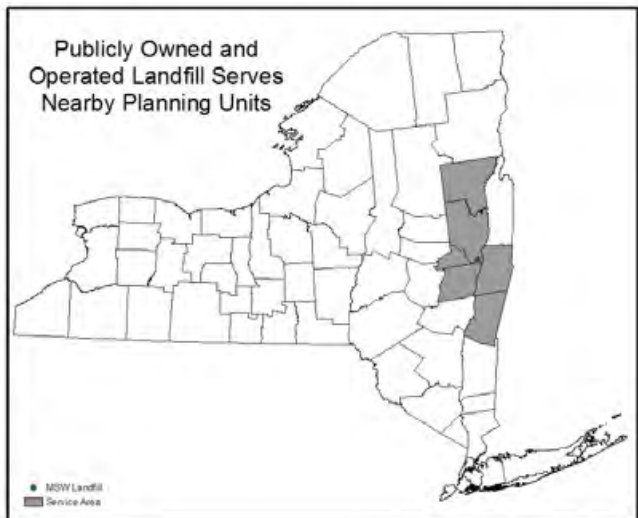 Publicly Owned and
Operated Landfill Serves
Nearby Planning Units
MSW Landfill
Service Area